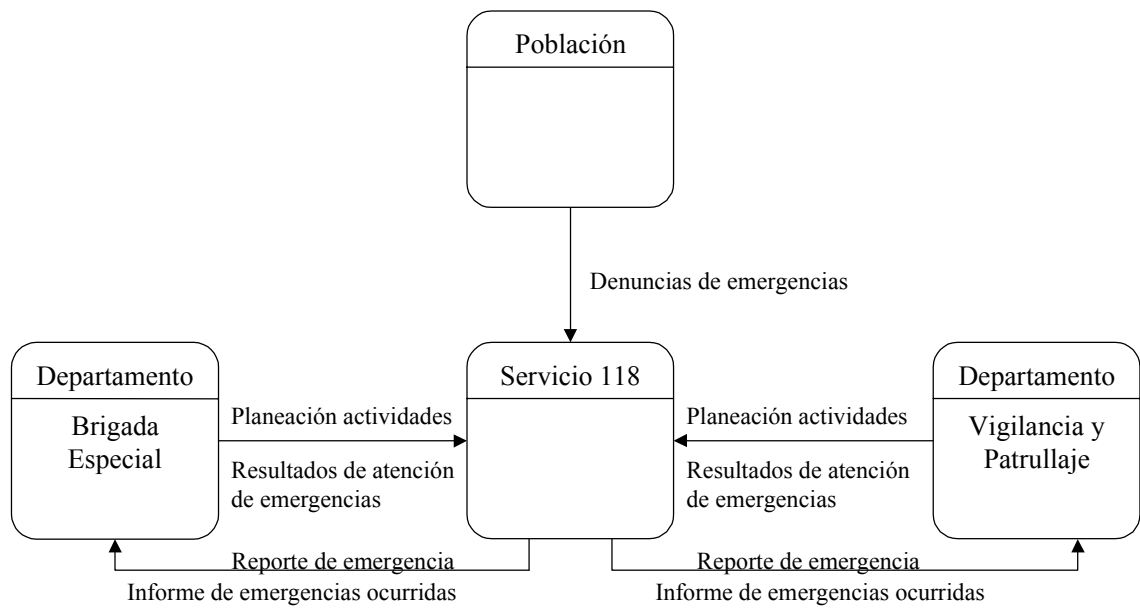 Población
Denuncias de emergencias
Departamento
Brigada
Especial
Planeación actividades
Resultados de atención
de emergencias
Servicio 118
Planeación actividades
Resultados de atención
de emergencias
Departamento
Vigilancia y
Patrullaje
Reporte de emergencia
Informe de emergencias ocurridas
Reporte de emergencia
Informe de emergencias ocurridas